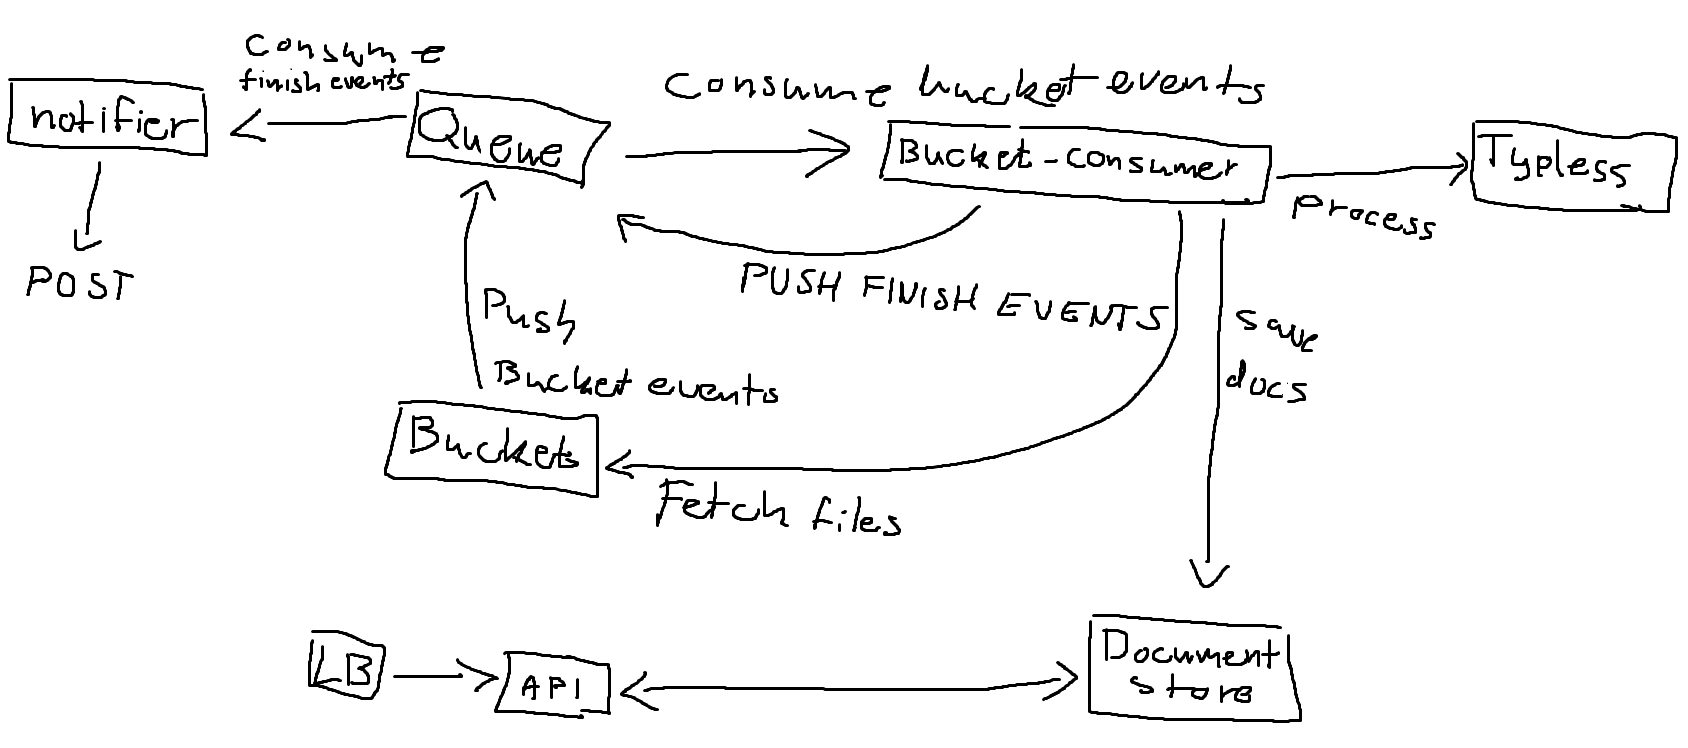 Consume
finish events
notifier
Queue
Consume bucket events
Bucket-consumer
Typless
process
POST
PUSH FINISH EVENTS
Push
Bucket events
save
docs
Buckets
Fetch files
LB
API
Document
store